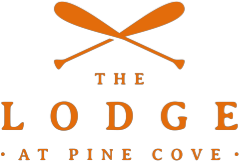 THE
LODGE
· AT PINE COVE ·